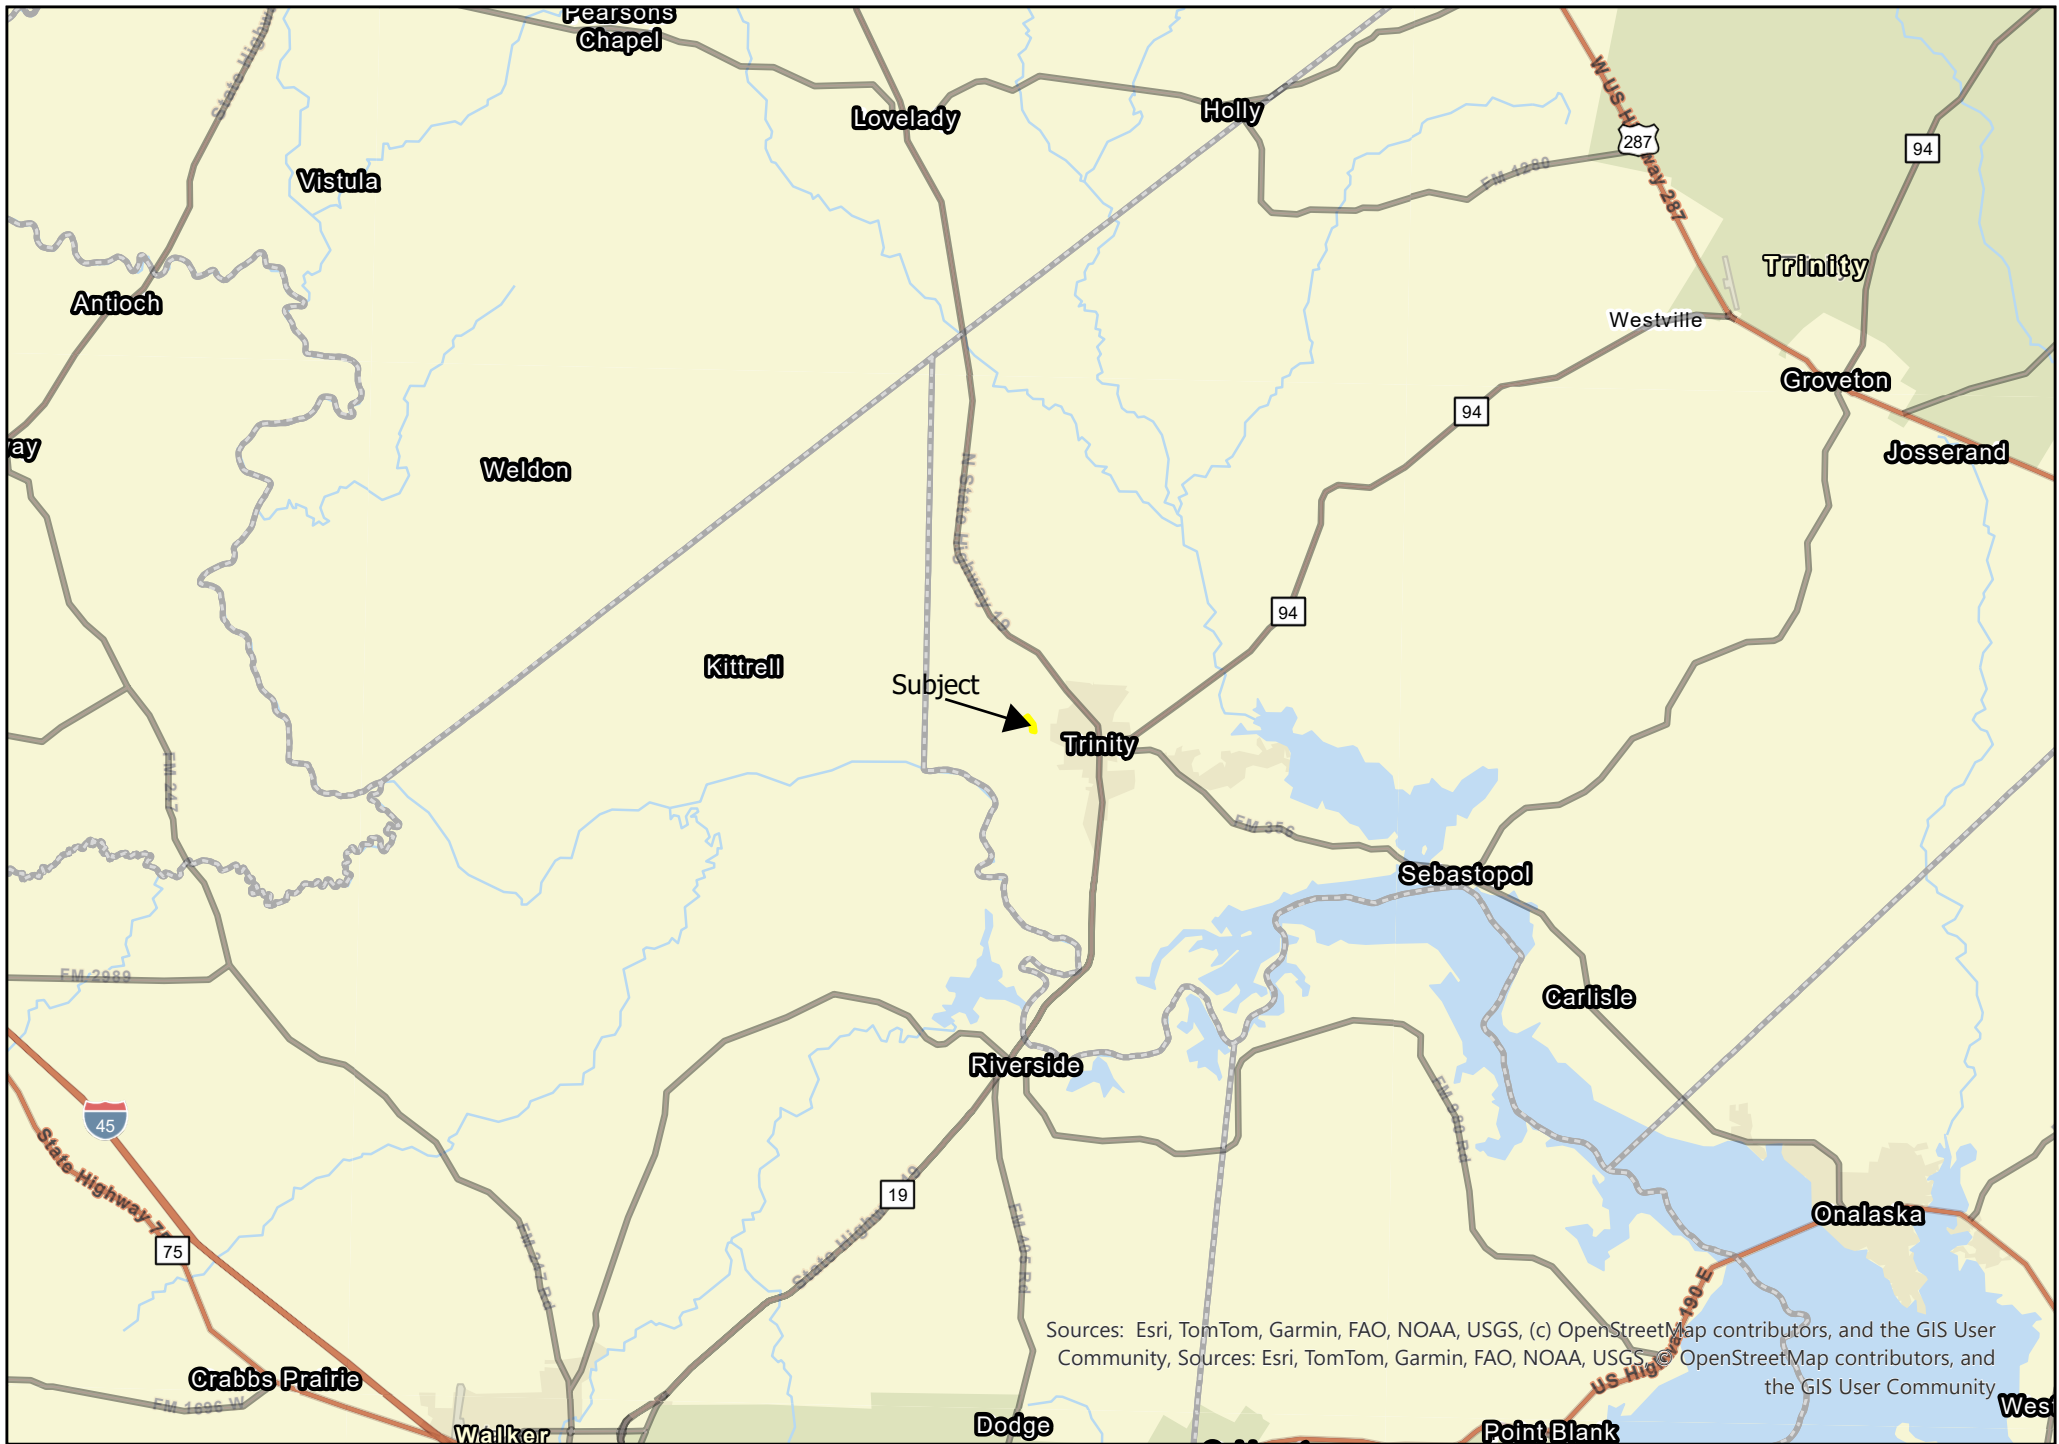 Pearsons
Chapel
State Highw
Lovelady
Holly
W US Highway 287
287
94
FM 1280
Vistula
Trinity
Antioch
Westville
Groveton
94
Josserand
way
Weldon
N State Highway 19
94
Kittrell
Subject
Trinity
FM 247
FM 356
Sebastopol
FM 2989
Carlisle
Riverside
45
State Highway 75
FM 980 Rd
19
State Highway 19
FM 405 Rd
75
FM 247 Rd
Onalaska
US Highway 190 E
Sources: Esri, TomTom, Garmin, FAO, NOAA, USGS, (c) OpenStreetMap contributors, and the GIS User
Community, Sources: Esri, TomTom, Garmin, FAO, NOAA, USGS, © OpenStreetMap contributors, and
the GIS User Community
Crabbs Prairie
FM 1696 W
Walker
Dodge
Point Blank
West